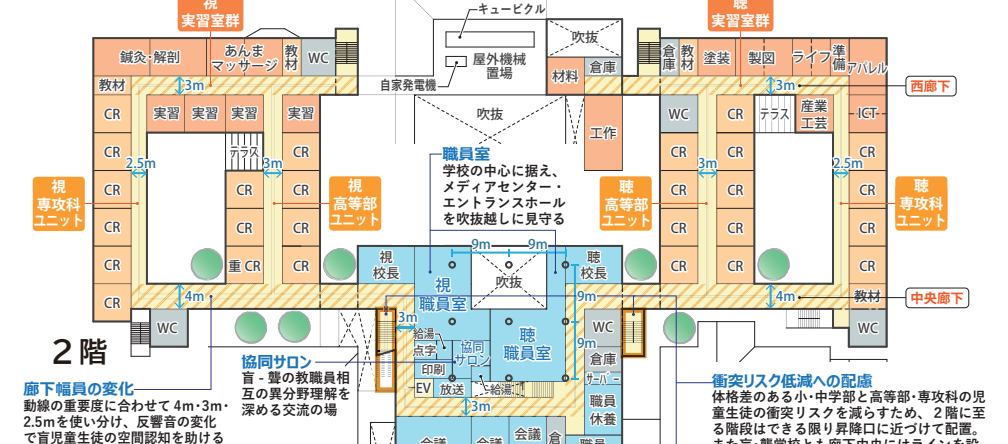 視
実習室群
聴
実習室群
キュービクル
屋外機械
置場
自家発電機
吹抜
材料
倉庫
鍼灸·解剖
あんま
マッサージ
教材
WC
倉庫
教材
塗装
製図
ライフ
準備
アパレル
教材
3m
3m
西廊下
CR
実習
実習
実習
実習
吹抜
工作
WC
CR
テラス
産業
工芸
ICT
CR
テラス
CR
CR
CR
CR
2.5m
3m
3m
2.5m
職員室
学校の中心に据え、
メディアセンター・
エントランスホール
を吹抜越しに見守る
視
専攻科
ユニット
視
高等部
ユニット
聴
高等部
ユニット
聴
専攻科
ユニット
CR
CR
CR
CR
CR
CR
CR
CR
CR
CR
CR
CR
CR
重CR
CR
CR
CR
CR
9m
9m
視
校長
視
職員室
吹抜
聴
校長
CR
4m
9m
4m
教材
中央廊下
WC
3m
給湯
点字
協同
サロン
聴
職員室
WC
9m
WC
倉庫
印刷
サーバー
EV
放送
給湯
職員
休養
3m
会議
会議
会議
倉
職員
2階
廊下幅員の変化
動線の重要度に合わせて4m·3m·
2.5mを使い分け、反響音の変化
で盲児童生徒の空間認知を助ける
協同サロン
盲-聾の教職員相
互の異分野理解を
深める交流の場
衝突リスク低減への配慮
体格差のある小·中学部と高等部·専攻科の児
童生徒の衝突リスクを減らすため、2階に至
る階段はできる限り昇降口に近づけて配置。